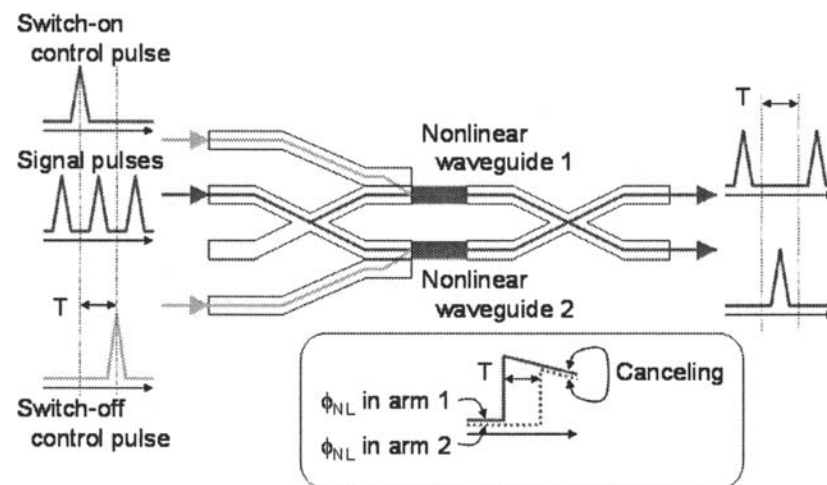 Switch-on
control pulse
Signal pulses
T
Switch-off
control pulse
Nonlinear
waveguide 1
Nonlinear
waveguide 2
T
Canceling
ϕNL in arm 1
ϕNL in arm 2
T